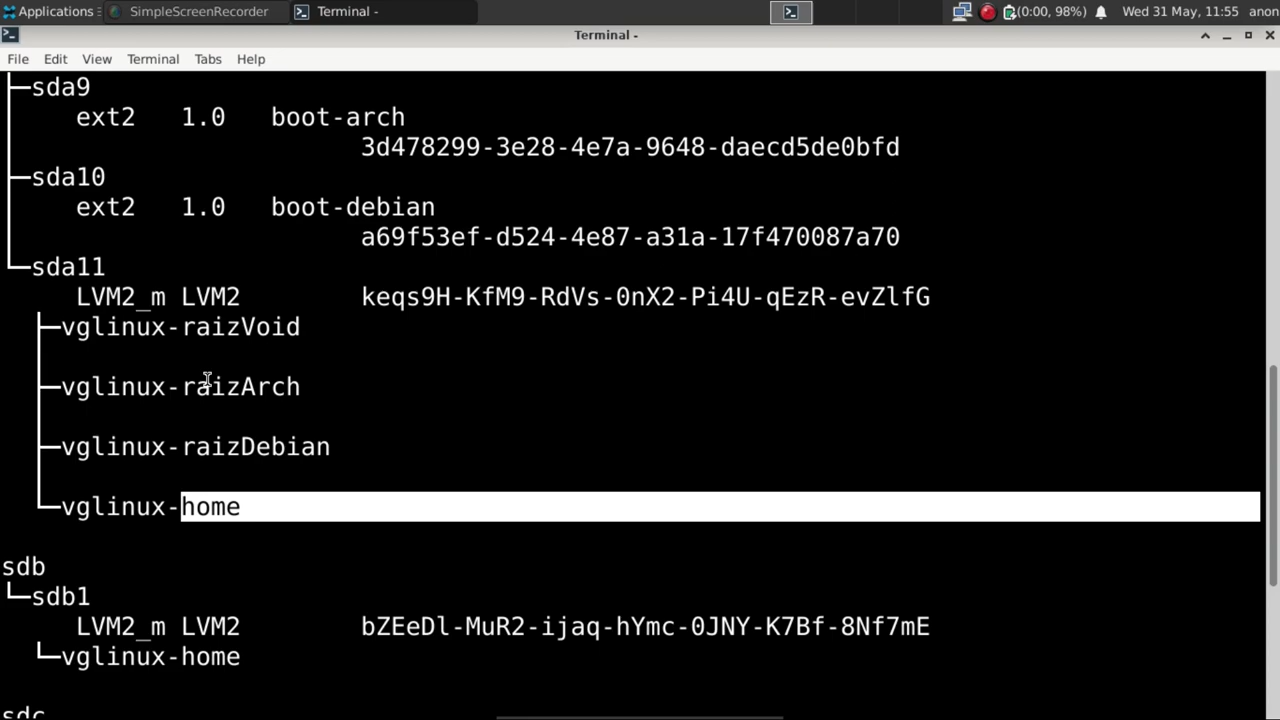 Applications SimpleScreenRecorder Terminal - (0:00, 98%) Wed 31 May, 11:55 anon
Terminal -
File Edit View Terminal Tabs Help
├─sda9
ext2 1.0 boot-arch
3d478299-3e28-4e7a-9648-daecd5de0bfd
├─sda10
ext2 1.0 boot-debian
a69f53ef-d524-4e87-a31a-17f470087a70
└─sda11
LVM2_m LVM2 keqs9H-KfM9-RdVs-0nX2-Pi4U-qEzR-evZlfG
├─vglinux-raizVoid
├─vglinux-raizArch
├─vglinux-raizDebian
└─vglinux-home
sdb
└─sdb1
LVM2_m LVM2 bZEeDl-MuR2-ijaq-hYmc-0JNY-K7Bf-8Nf7mE
└─vglinux-home
sdc